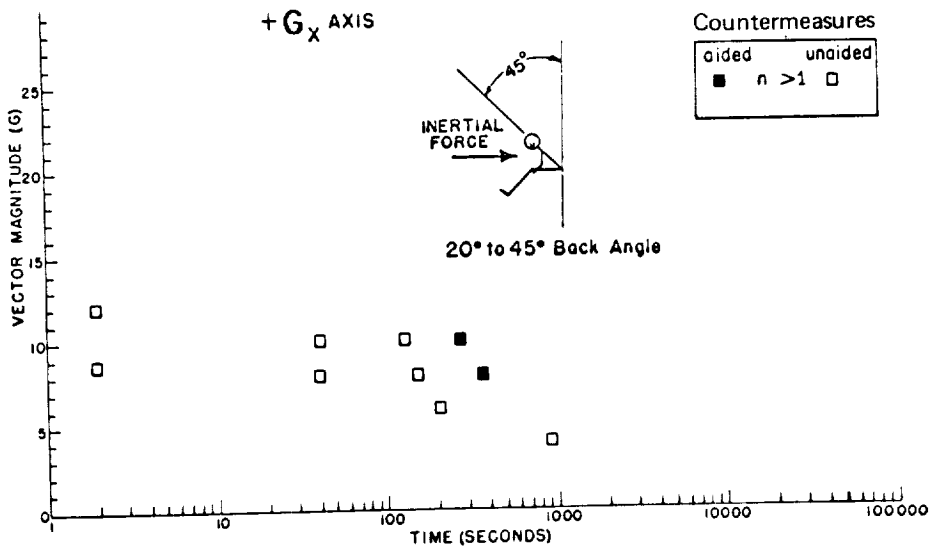 +Gx AXIS
Countermeasures
aided unaided
n >1
45°
INERTIAL
FORCE
20° to 45° Back Angle
VECTOR MAGNITUDE (G)
25
20
15
10
5
0
1 10 100 1000 10000 100000
TIME (SECONDS)